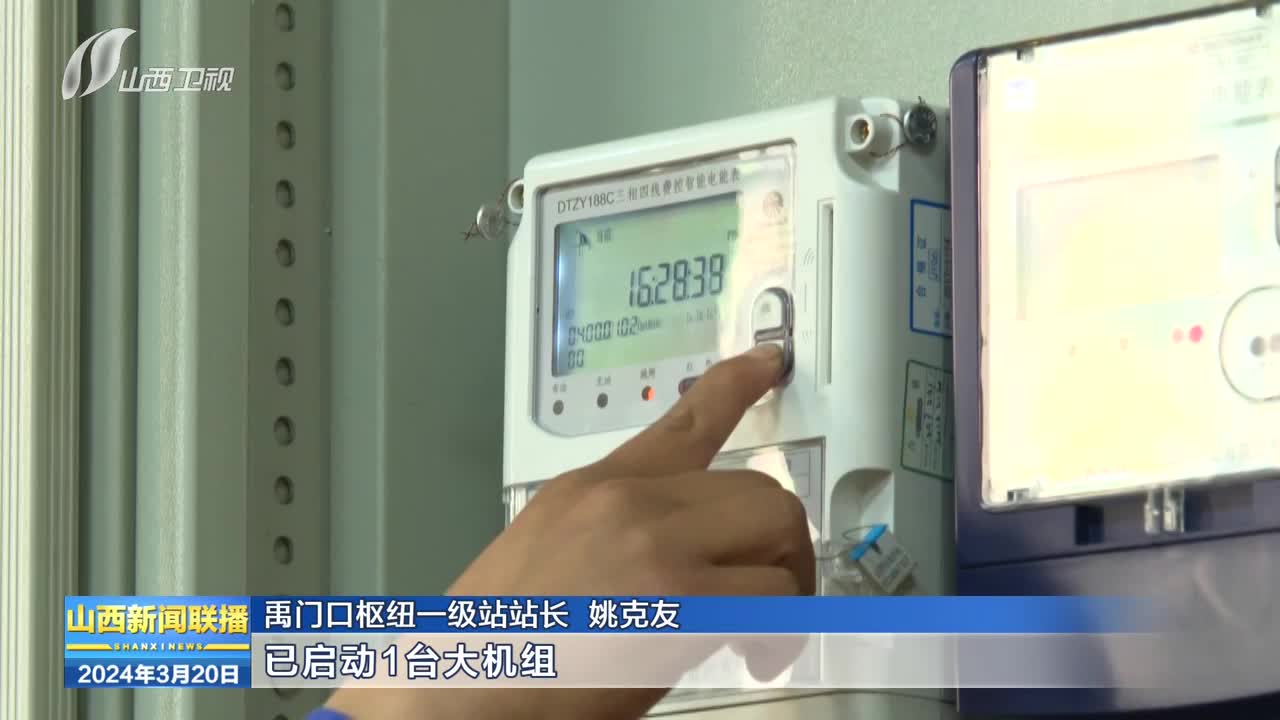 山西卫视
DTZY188C三相四线费控智能电能表
16:28:38
04000102
00
山西新闻联播
SHANXI NEWS
2024年3月20日
禹门口枢纽一级站站长 姚克友
已启动1台大机组